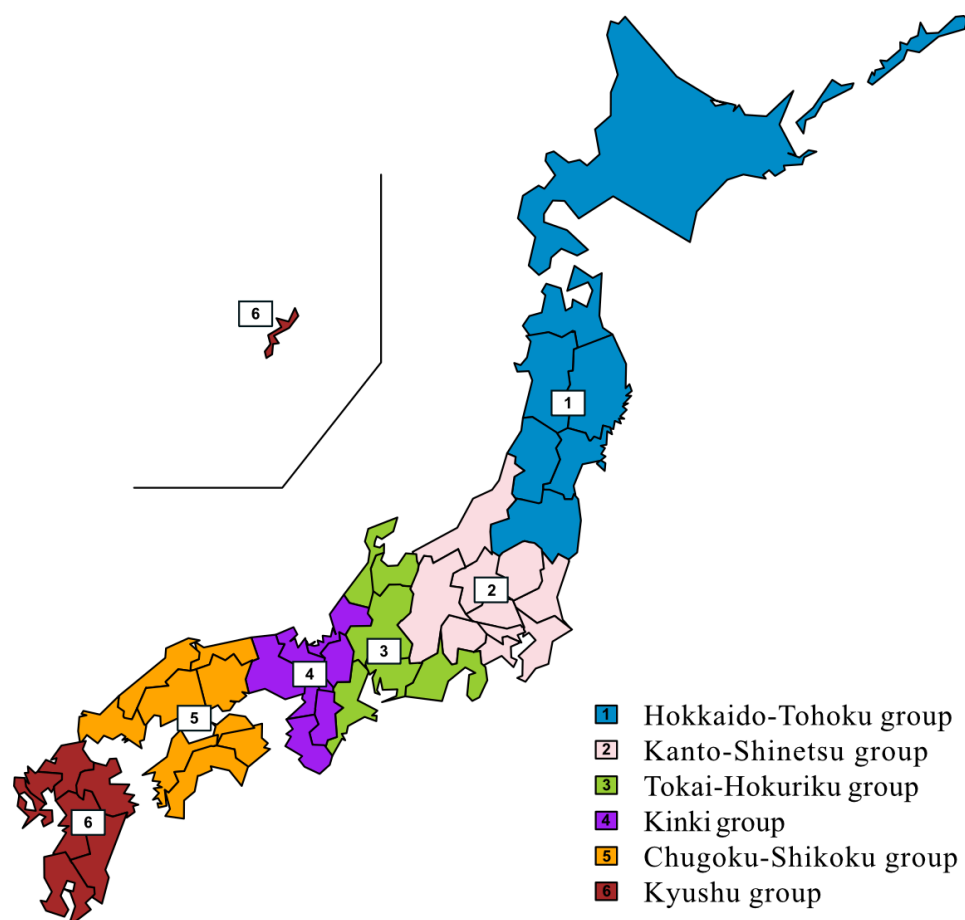 6
1
2
3
4
5
6
1 Hokkaido-Tohoku group
2 Kanto-Shinetsu group
3 Tokai-Hokuriku group
4 Kinki group
5 Chugoku-Shikoku group
6 Kyushu group